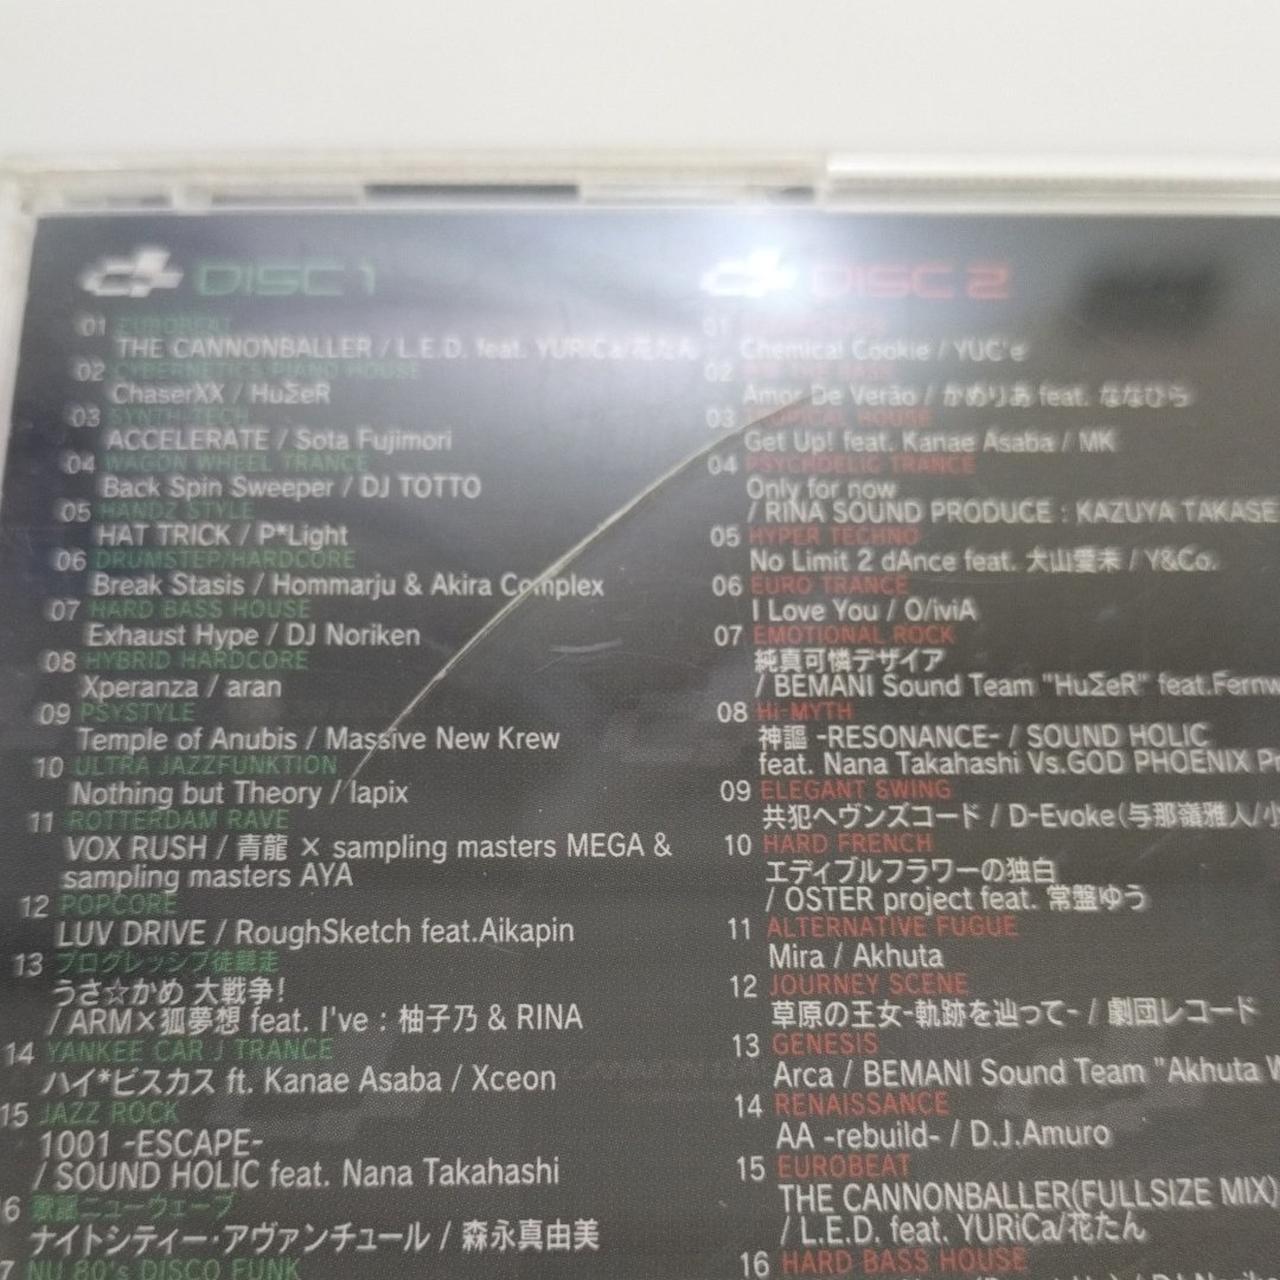 DISC 1
01 EUROBEAT
THE CANNONBALLER / L.E.D. feat. YURiCa/花たん
02 CYBERNETICS PIANO HOUSE
ChaserXX / HuΣeR
03 SYNTH TECH
ACCELERATE / Sota Fujimori
04 WAGON WHEEL TRANCE
Back Spin Sweeper / DJ TOTTO
05 HANDZ STYLE
HAT TRICK / P*Light
06 DRUMSTEP/HARDCORE
Break Stasis / Hommarju & Akira Complex
07 HARD BASS HOUSE
Exhaust Hype / DJ Noriken
08 HYBRID HARDCORE
Xperanza / aran
09 PSYSTYLE
Temple of Anubis / Massive New Krew
10 ULTRA JAZZFUNKTION
Nothing but Theory / lapix
11 ROTTERDAM RAVE
VOX RUSH / 青龍 × sampling masters MEGA &
sampling masters AYA
12 POPCORE
LUV DRIVE / RoughSketch feat.Aikapin
13 プログレッシブ徒競走
うさ☆かめ 大戦争!
/ ARM×狐夢想 feat. I've : 柚子乃 & RINA
14 YANKEE CAR J TRANCE
ハイ*ビスカス ft. Kanae Asaba / Xceon
15 JAZZ ROCK
1001 -ESCAPE-
/ SOUND HOLIC feat. Nana Takahashi
16 歌謡ニューウェーブ
ナイトシティー・アヴァンチュール / 森永真由美
7 NU 80's DISCO FUNK
DISC 2
01
Chemical Cookie / YUC'e
02
Amor De Verão / かめりあ feat. ななひら
03 TROPICAL HOUSE
Get Up! feat. Kanae Asaba / MK
04 PSYCHDELIC TRANCE
Only for now
/ RINA SOUND PRODUCE : KAZUYA TAKASE
05 HYPER TECHNO
No Limit 2 dAnce feat. 犬山愛未 / Y&Co.
06 EURO TRANCE
I Love You / O/iviA
07 EMOTIONAL ROCK
純真可憐デザイア
/ BEMANI Sound Team "HuΣeR" feat.Fernw
08 Hi-MYTH
神謳 -RESONANCE- / SOUND HOLIC
feat. Nana Takahashi Vs.GOD PHOENIX Pr
09 ELEGANT SWING
共犯ヘヴンズコード / D-Evoke(与那嶺雅人/小
10 HARD FRENCH
エディブルフラワーの独白
/ OSTER project feat. 常盤ゆう
11 ALTERNATIVE FUGUE
Mira / Akhuta
12 JOURNEY SCENE
草原の王女-軌跡を辿って- / 劇団レコード
13 GENESIS
Arca / BEMANI Sound Team "Akhuta W
14 RENAISSANCE
AA -rebuild- / D.J.Amuro
15 EUROBEAT
THE CANNONBALLER(FULLSIZE MIX)
/ L.E.D. feat. YURiCa/花たん
16 HARD BASS HOUSE